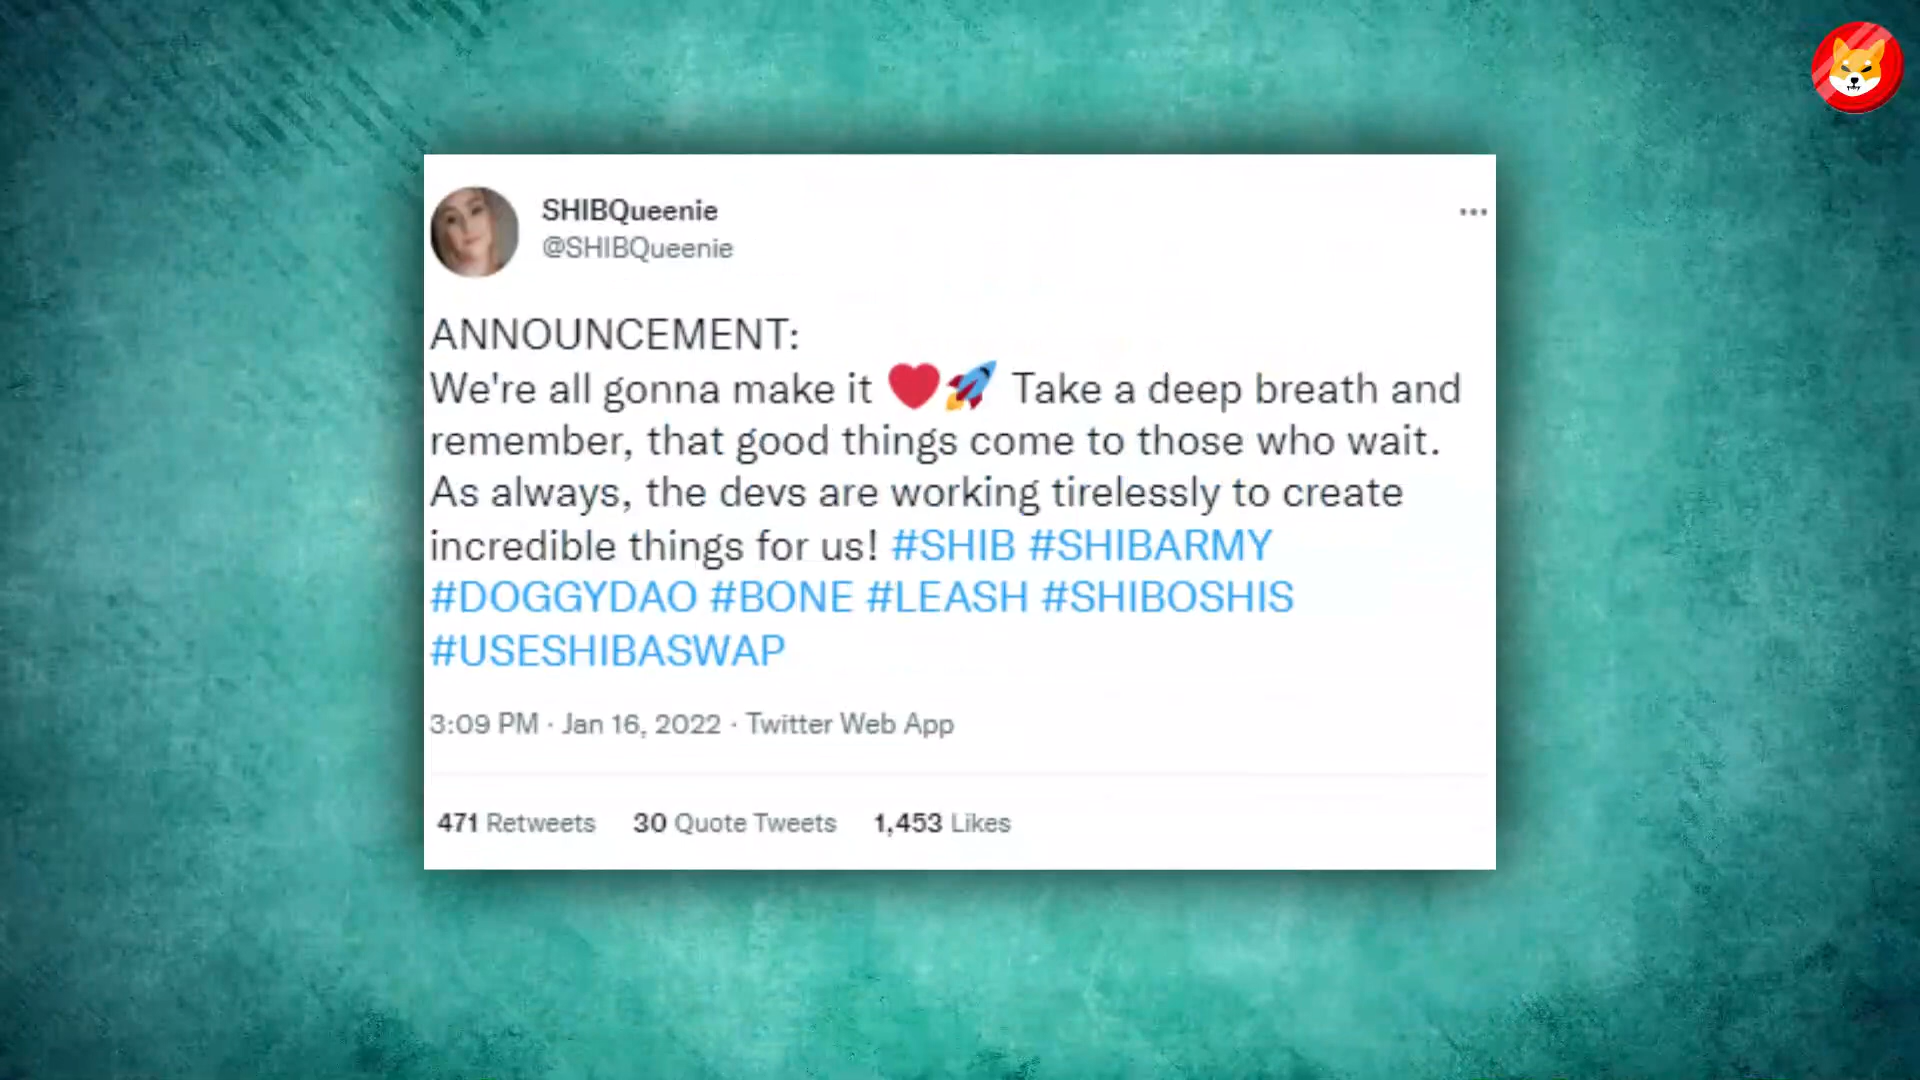 SHIBQueenie
@SHIBQueenie
ANNOUNCEMENT:
We're all gonna make it ❤️🚀 Take a deep breath and
remember, that good things come to those who wait.
As always, the devs are working tirelessly to create
incredible things for us! #SHIB #SHIBARMY
#DOGGYDAO #BONE #LEASH #SHIBOSHIS
#USESHIBASWAP
3:09 PM · Jan 16, 2022 · Twitter Web App
471 Retweets 30 Quote Tweets 1,453 Likes